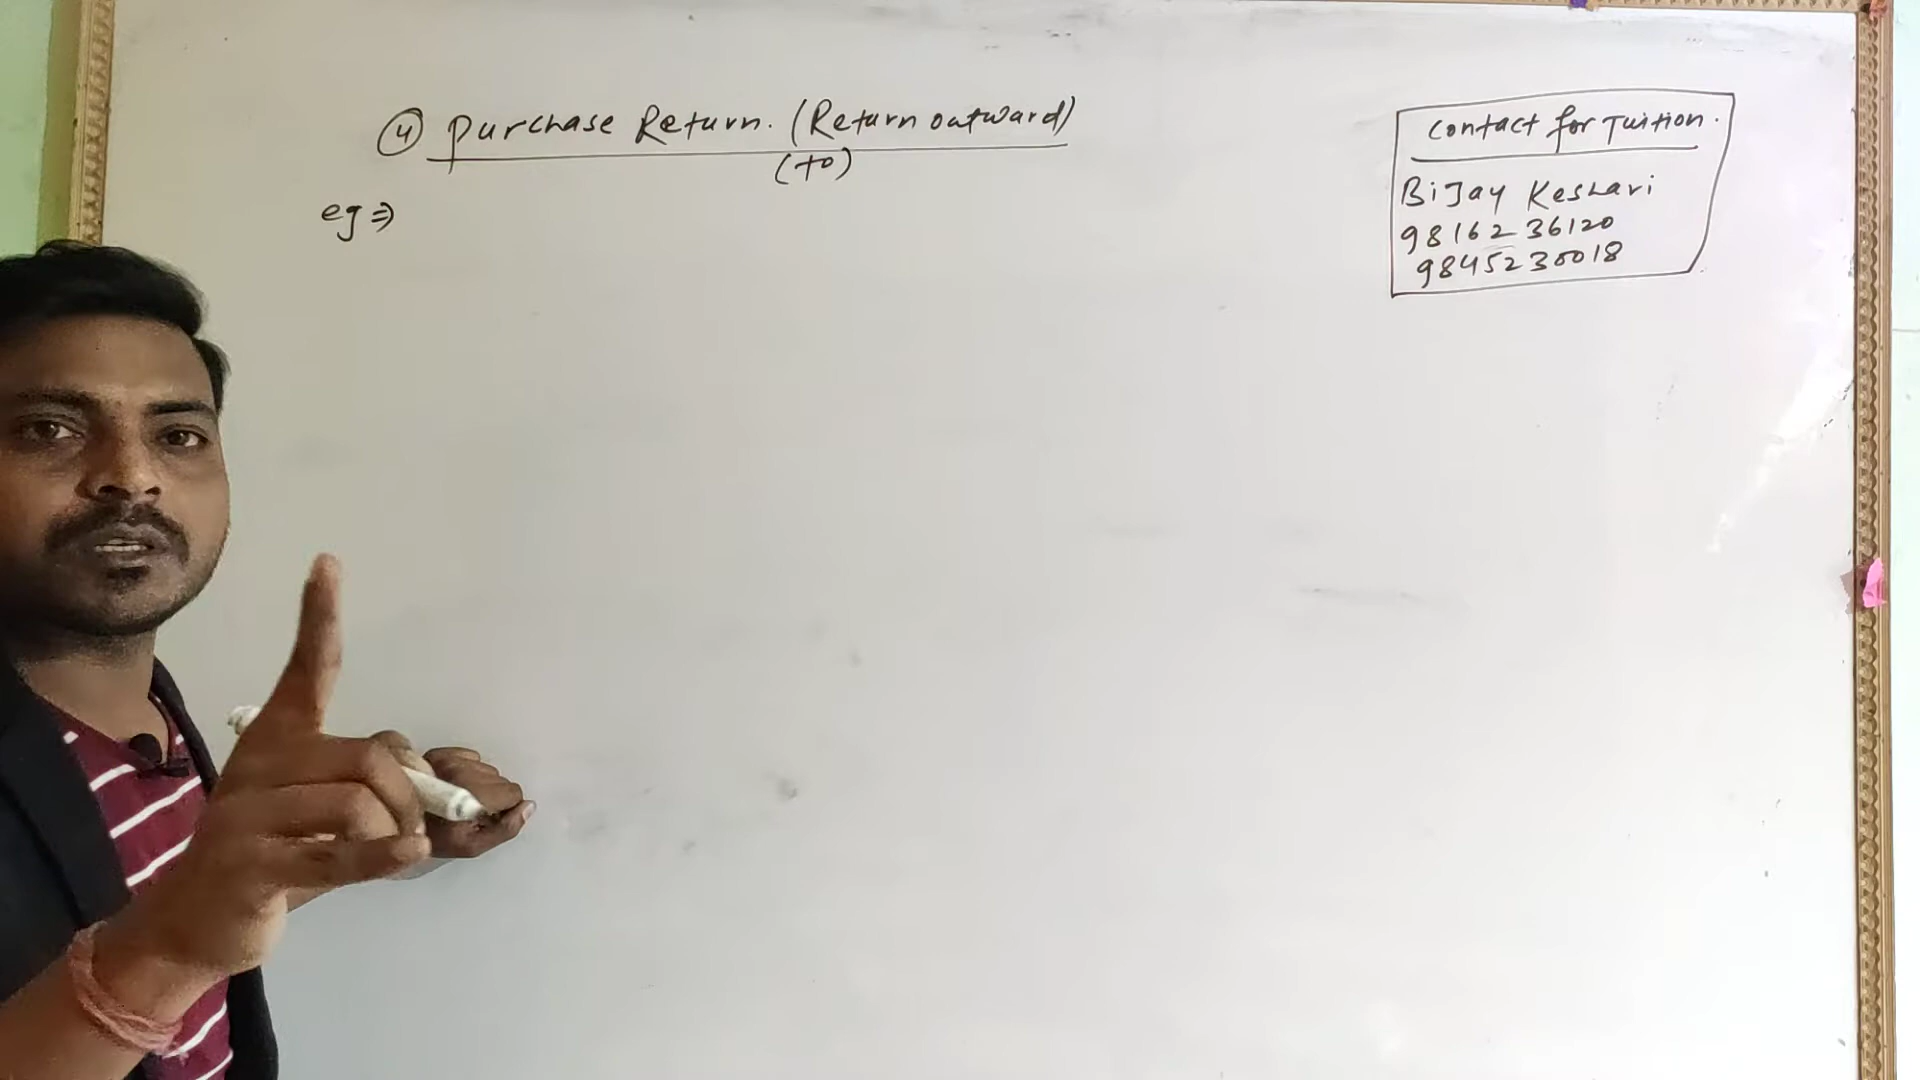 ④ Purchase Return. (Return outward)
(to)
eg ⇒
Contact for Tuition.
BiJay Keshari
9816236120
9845230018